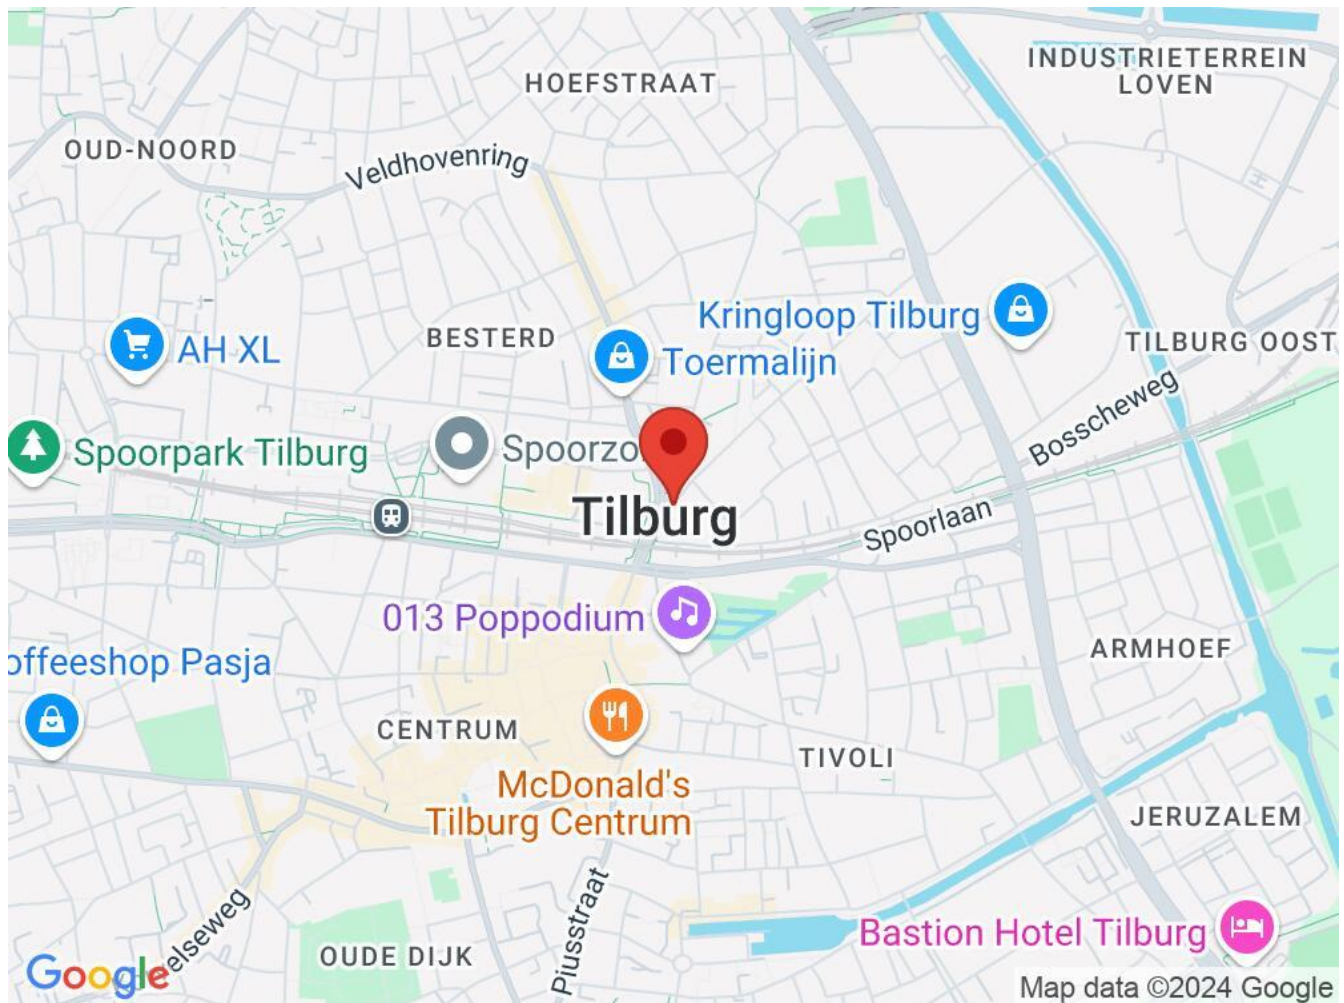 HOEFSTRAAT
INDUSTRIETERREIN
LOVEN
OUD-NOORD
Veldhovenring
Kringloop Tilburg
BESTERD
TILBURG OOST
AH XL
Toermalijn
Bosscheweg
Spoorpark Tilburg
Spoorzo
Tilburg
Spoorlaan
013 Poppodium
ARMHOEF
offeeshop Pasja
CENTRUM
TIVOLI
McDonald's
Tilburg Centrum
JERUZALEM
Piusstraat
elseweg
Bastion Hotel Tilburg
OUDE DIJK
Google
Map data ©2024 Google